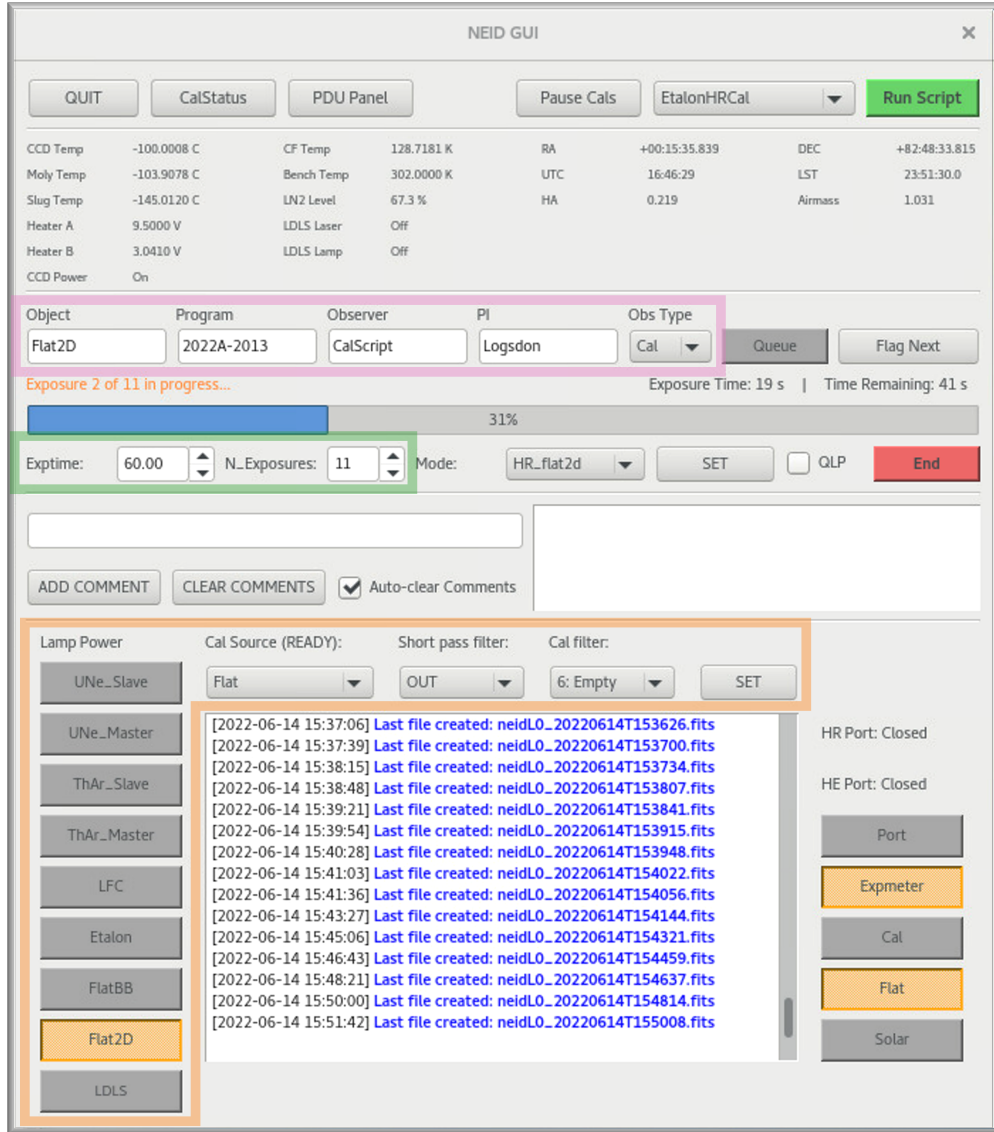 NEID GUI ×
QUIT CalStatus PDU Panel Pause Cals EtalonHRCal Run Script
CCD Temp -100.0008 C CF Temp 128.7181 K RA +00:15:35.839 DEC +82:48:33.815
Moly Temp -103.9078 C Bench Temp 302.0000 K UTC 16:46:29 LST 23:51:30.0
Slug Temp -145.0120 C LN2 Level 67.3 % HA 0.219 Airmass 1.031
Heater A 9.5000 V LDLS Laser Off
Heater B 3.0410 V LDLS Lamp Off
CCD Power On
Object Program Observer PI Obs Type
Flat2D 2022A-2013 CalScript Logsdon Cal Queue Flag Next
Exposure 2 of 11 in progress... Exposure Time: 19 s | Time Remaining: 41 s
31%
Exptime: 60.00 N_Exposures: 11 Mode: HR_flat2d SET QLP End
ADD COMMENT CLEAR COMMENTS Auto-clear Comments
Lamp Power Cal Source (READY): Short pass filter: Cal filter:
UNe_Slave Flat OUT 6: Empty SET
UNe_Master
ThAr_Slave
ThAr_Master
LFC
Etalon
FlatBB
Flat2D
LDLS
[2022-06-14 15:37:06] Last file created: neidL0_20220614T153626.fits
[2022-06-14 15:37:39] Last file created: neidL0_20220614T153700.fits
[2022-06-14 15:38:15] Last file created: neidL0_20220614T153734.fits
[2022-06-14 15:38:48] Last file created: neidL0_20220614T153807.fits
[2022-06-14 15:39:21] Last file created: neidL0_20220614T153841.fits
[2022-06-14 15:39:54] Last file created: neidL0_20220614T153915.fits
[2022-06-14 15:40:28] Last file created: neidL0_20220614T153948.fits
[2022-06-14 15:41:03] Last file created: neidL0_20220614T154022.fits
[2022-06-14 15:41:36] Last file created: neidL0_20220614T154056.fits
[2022-06-14 15:43:27] Last file created: neidL0_20220614T154144.fits
[2022-06-14 15:45:06] Last file created: neidL0_20220614T154321.fits
[2022-06-14 15:46:43] Last file created: neidL0_20220614T154459.fits
[2022-06-14 15:48:21] Last file created: neidL0_20220614T154637.fits
[2022-06-14 15:50:00] Last file created: neidL0_20220614T154814.fits
[2022-06-14 15:51:42] Last file created: neidL0_20220614T155008.fits
HR Port: Closed
HE Port: Closed
Port
Expmeter
Cal
Flat
Solar